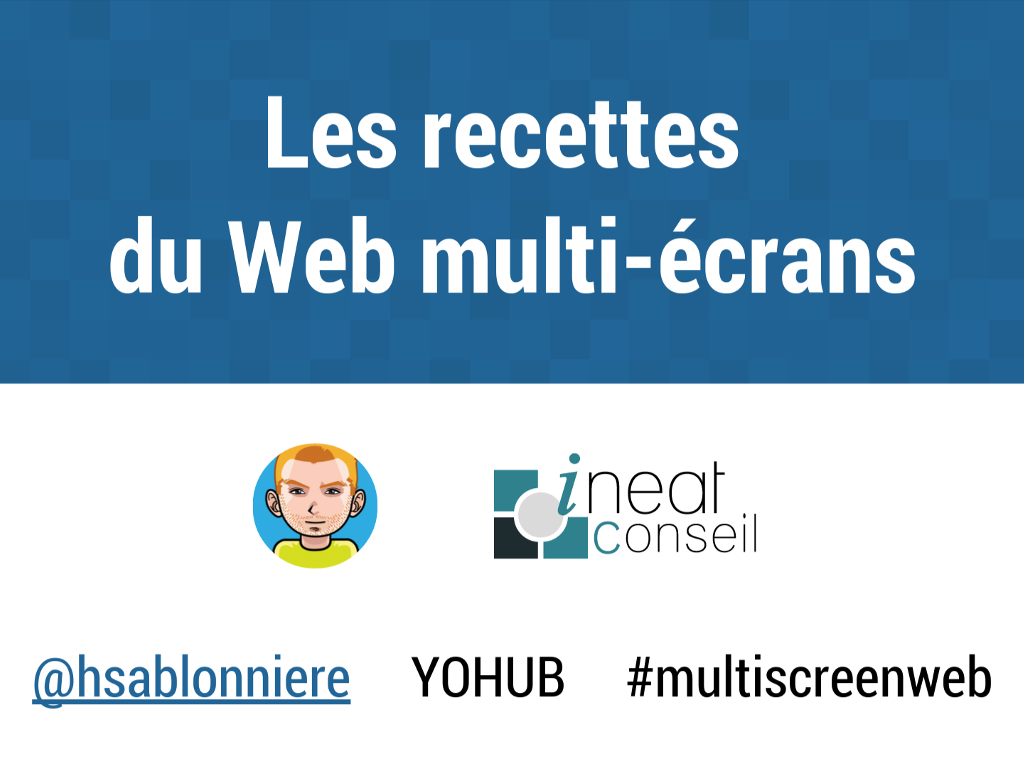 Les recettes
du Web multi-écrans
ineat
conseil
@hsablonniere YOHUB #multiscreenweb